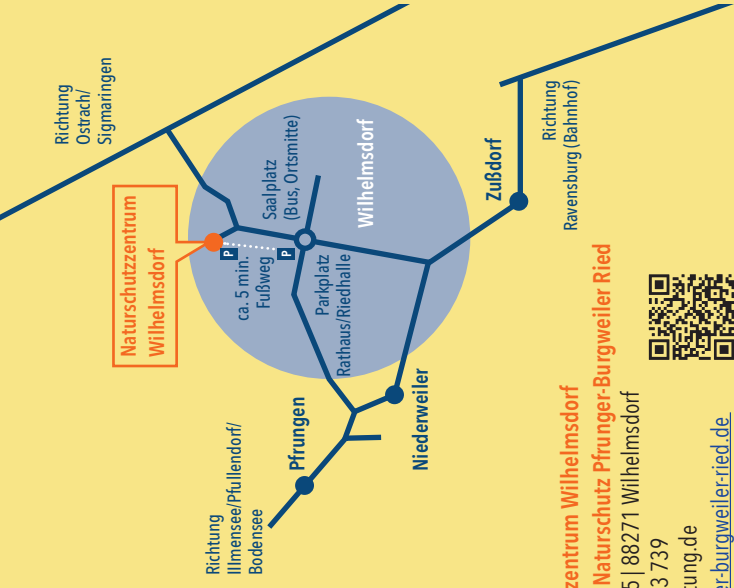 Richtung
Ostrach/
Sigmaringen
Naturschutzzentrum
Wilhelmsdorf
P
ca. 5 min.
Fußweg
P
Saalplatz
(Bus, Ortsmitte)
Parkplatz
Rathaus/Riedhalle
Wilhelmsdorf
Zußdorf
Richtung
Ravensburg (Bahnhof)
Richtung
Illmensee/Pfullendorf/
Bodensee
Pfrungen
Niederweiler
zentrum Wilhelmsdorf
Naturschutz Pfrunger-Burgweiler Ried
5 | 88271 Wilhelmsdorf
3 739
tung.de
er-burgweiler-ried.de